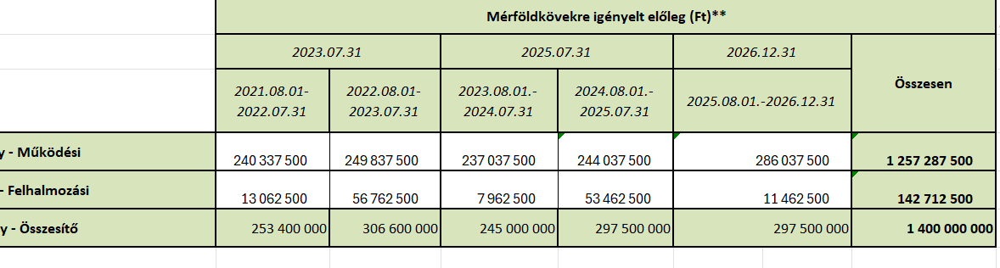 Mérföldkövekre igényelt előleg (Ft)**
2023.07.31 2025.07.31 2026.12.31 Összesen
2021.08.01- 2022.08.01- 2023.08.01.- 2024.08.01.- 2025.08.01.-2026.12.31
2022.07.31 2023.07.31 2024.07.31 2025.07.31
y - Működési 240 337 500 249 837 500 237 037 500 244 037 500 286 037 500 1 257 287 500
- Felhalmozási 13 062 500 56 762 500 7 962 500 53 462 500 11 462 500 142 712 500
y - Összesítő 253 400 000 306 600 000 245 000 000 297 500 000 297 500 000 1 400 000 000